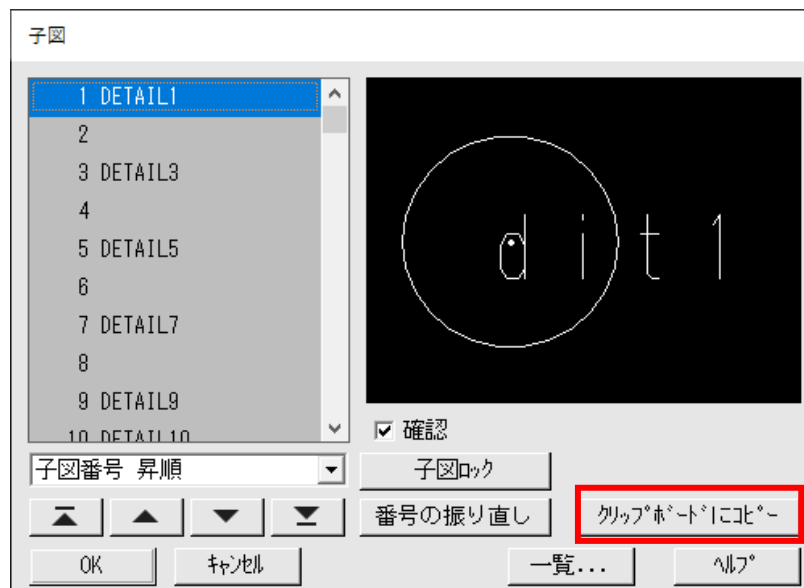 子図
1 DETAIL1
2
3 DETAIL3
4
5 DETAIL5
6
7 DETAIL7
8
9 DETAIL9
10 DETAIL10
dit1
確認
子図番号 昇順
子図ﾛｯｸ
番号の振り直し
ｸﾘｯﾌﾟﾎﾞｰﾄﾞにｺﾋﾟｰ
OK
ｷｬﾝｾﾙ
一覧...
ﾍﾙﾌﾟ